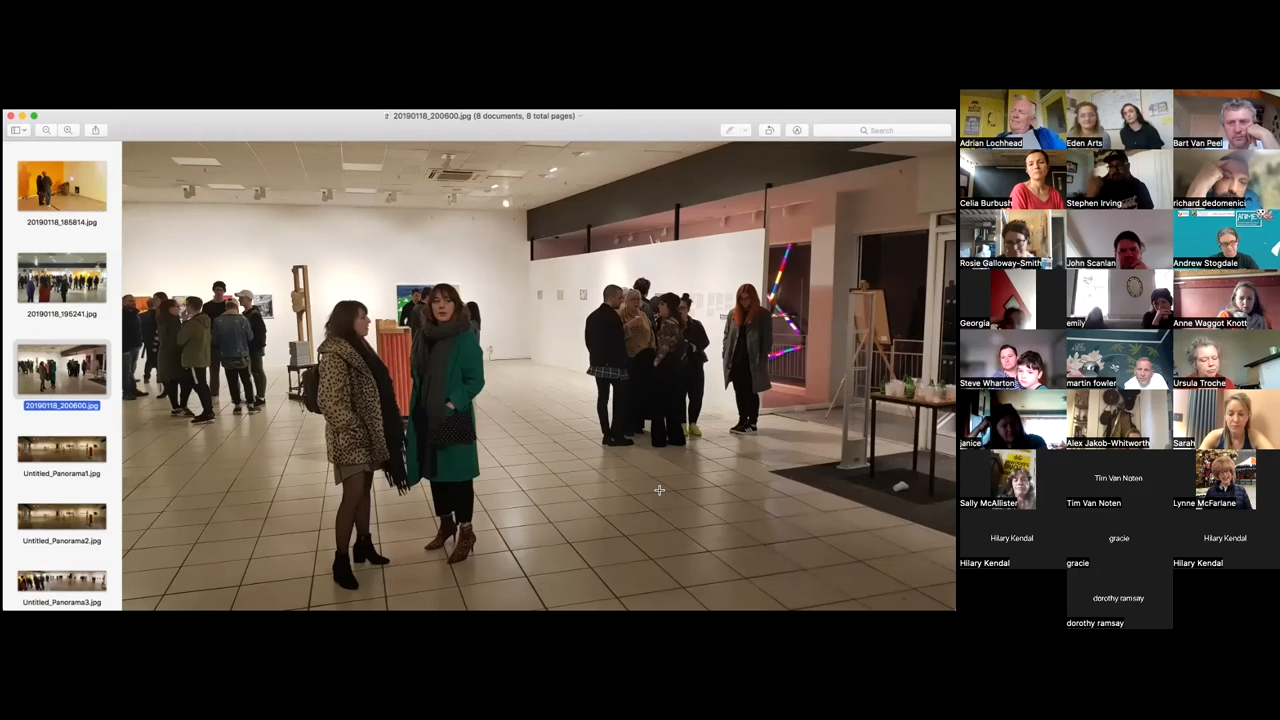 20190118_200600.jpg (8 documents, 8 total pages)
Search
20190118_185814.jpg
20190118_195241.jpg
20190118_200600.jpg
Untitled_Panorama1.jpg
Untitled_Panorama2.jpg
Untitled_Panorama3.jpg
Adrian Lochhead
Eden Arts
Bart Van Peel
Celia Burbush
Stephen Irving
richard dedomenici
Rosie Galloway-Smith
John Scanlan
Andrew Stogdale
Georgia
emily
Anne Waggot Knott
Steve Wharton
martin fowler
Ursula Troche
janice
Alex Jakob-Whitworth
Sarah
Sally McAllister
Tim Van Noten
Tim Van Noten
Lynne McFarlane
Hilary Kendal
gracie
Hilary Kendal
Hilary Kendal
gracie
Hilary Kendal
dorothy ramsay
dorothy ramsay